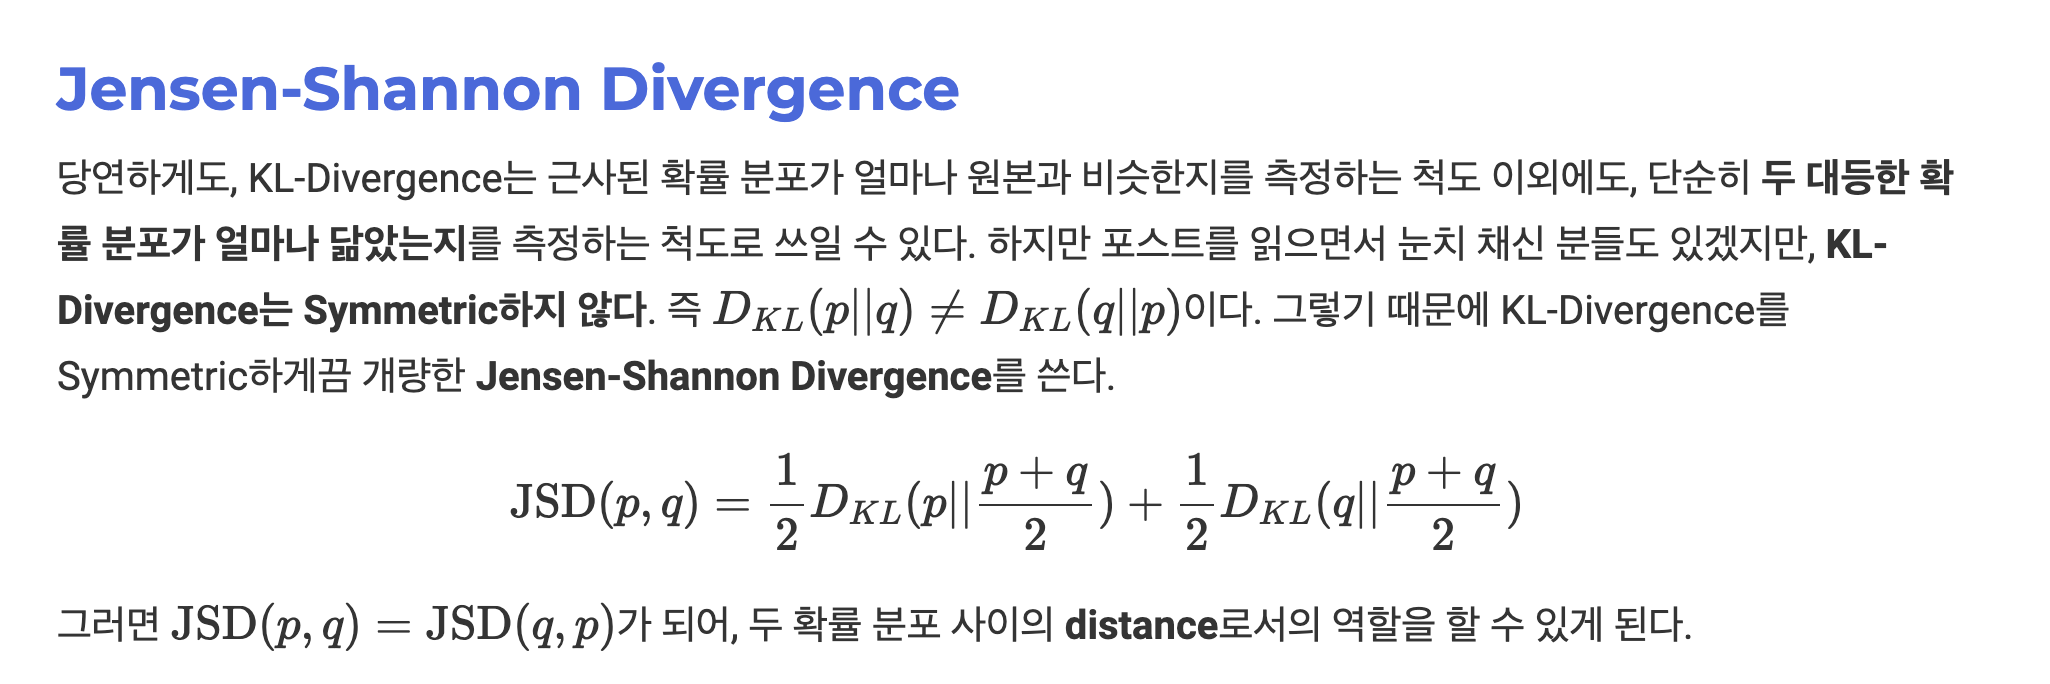 Jensen-Shannon Divergence
당연하게도, KL-Divergence는 근사된 확률 분포가 얼마나 원본과 비슷한지를 측정하는 척도 이외에도, 단순히 두 대등한 확
률 분포가 얼마나 닮았는지를 측정하는 척도로 쓰일 수 있다. 하지만 포스트를 읽으면서 눈치 채신 분들도 있겠지만, KL-
Divergence는 Symmetric하지 않다. 즉 $D_{KL}(p||q) \neq D_{KL}(q||p)$이다. 그렇기 때문에 KL-Divergence를
Symmetric하게끔 개량한 Jensen-Shannon Divergence를 쓴다.
$\mathrm{JSD}(p,q) = \frac{1}{2}D_{KL}(p||\frac{p+q}{2}) + \frac{1}{2}D_{KL}(q||\frac{p+q}{2})$
그러면 $\mathrm{JSD}(p,q) = \mathrm{JSD}(q,p)$가 되어, 두 확률 분포 사이의 distance로서의 역할을 할 수 있게 된다.